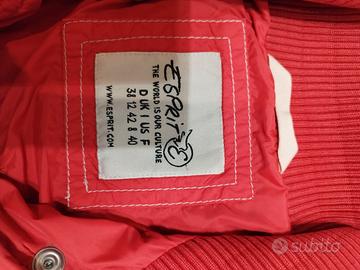 ESPRIT
THE WORLD IS OUR CULTURE
D UK I US F
38 12 42 8 40
WWW.ESPRIT.COM
subito